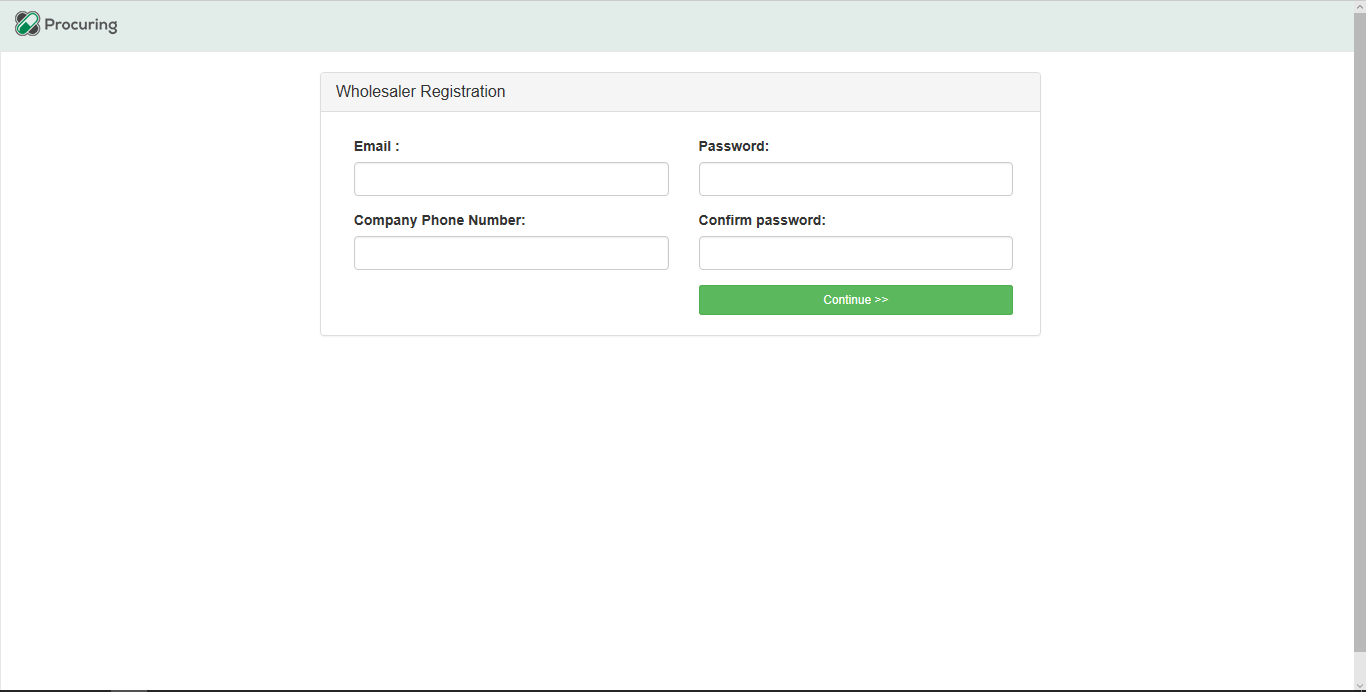 Procuring
Wholesaler Registration
Email :
Password:
Company Phone Number:
Confirm password:
Continue >>